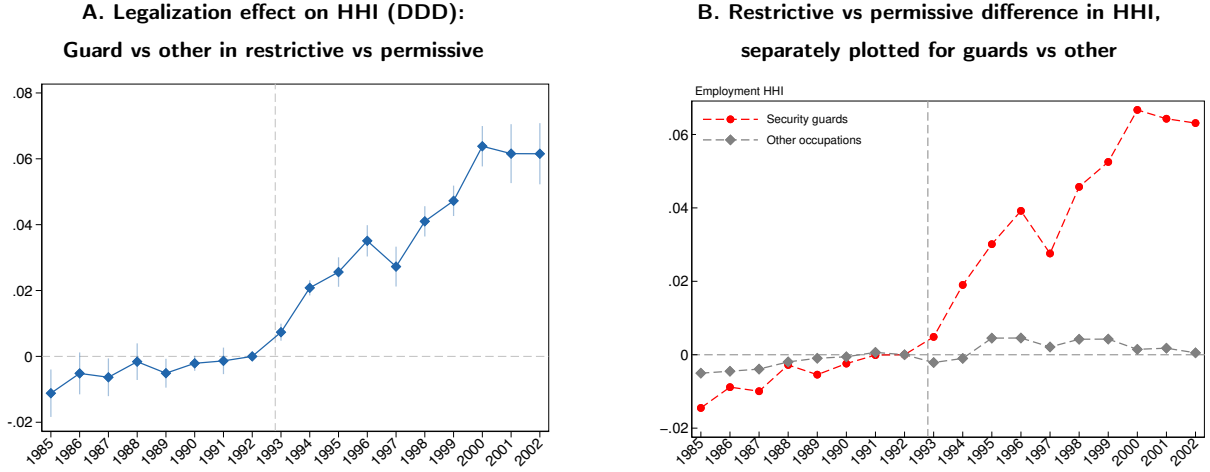 A. Legalization effect on HHI (DDD):
Guard vs other in restrictive vs permissive
.08
.06
.04
.02
0
-.02
1985 1986 1987 1988 1989 1990 1991 1992 1993 1994 1995 1996 1997 1998 1999 2000 2001 2002
B. Restrictive vs permissive difference in HHI,
separately plotted for guards vs other
Employment HHI
Security guards
Other occupations
.06
.04
.02
0
-.02
1985 1986 1987 1988 1989 1990 1991 1992 1993 1994 1995 1996 1997 1998 1999 2000 2001 2002